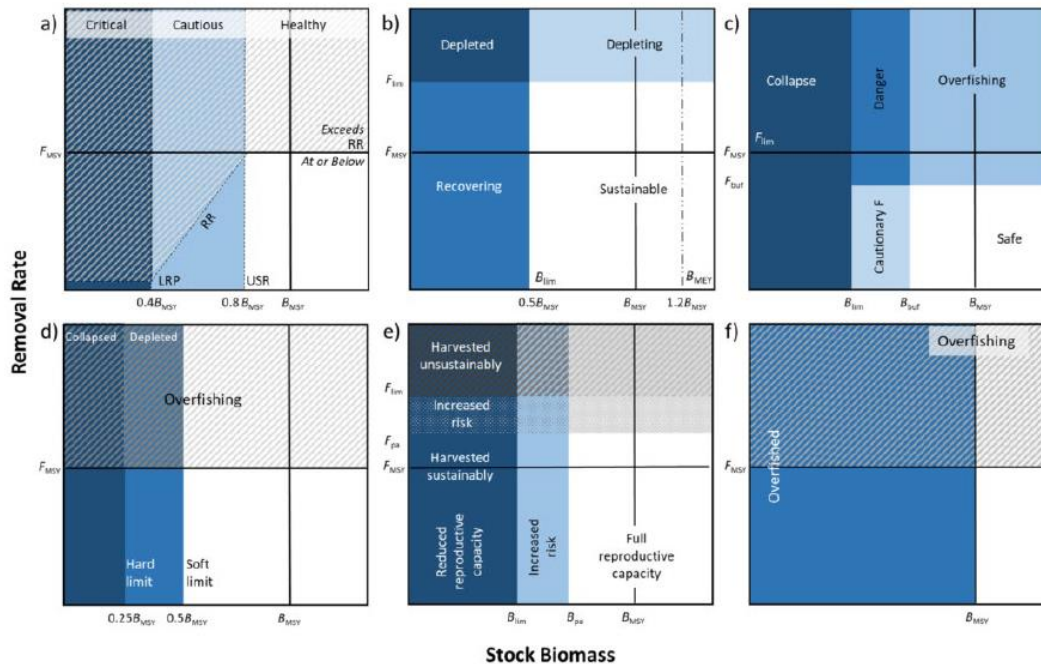 a)
Critical
Cautious
Healthy
Exceeds
RR
F_MSY
At or Below
RR
LRP
USR
0.4B_MSY
0.8B_MSY
B_MSY
b)
Depleted
Depleting
F_lim
F_MSY
Recovering
Sustainable
B_lim
B_MEY
0.5B_MSY
B_MSY
1.2B_MSY
c)
Collapse
Danger
Overfishing
F_lim
F_MSY
F_buf
Cautionary F
Safe
B_lim
B_buf
B_MSY
Removal Rate
d)
Collapsed
Depleted
Overfishing
F_MSY
Hard
limit
Soft
limit
0.25B_MSY
0.5B_MSY
B_MSY
e)
Harvested
unsustainably
F_lim
Increased
risk
F_pa
F_MSY
Harvested
sustainably
Reduced
reproductive
capacity
Increased
risk
Full
reproductive
capacity
B_lim
B_pa
B_MSY
f)
Overfishing
Overfished
F_MSY
B_MSY
Stock Biomass